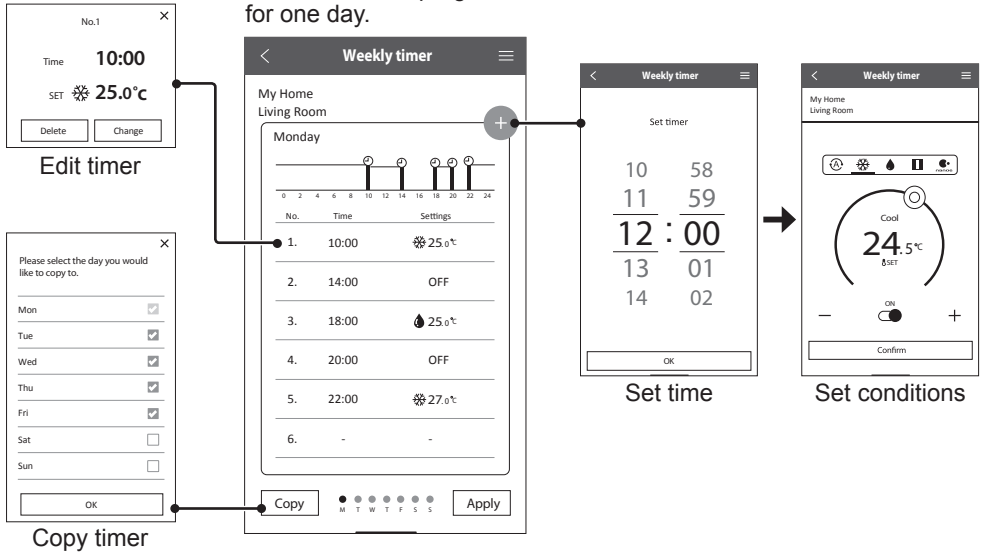 for one day.
No.1 ×
Time 10:00
SET 25.0°c
Delete Change
Edit timer
Please select the day you would
like to copy to.
Mon
Tue
Wed
Thu
Fri
Sat
Sun
OK
Copy timer
Weekly timer
My Home
Living Room
+
Monday
0 2 4 6 8 10 12 14 16 18 20 22 24
No. Time Settings
1. 10:00 25.0℃
2. 14:00 OFF
3. 18:00 25.0℃
4. 20:00 OFF
5. 22:00 27.0℃
6. - -
Copy M T W T F S S Apply
Weekly timer
Set timer
10 58
11 59
12 : 00
13 01
14 02
OK
Set time
Weekly timer
My Home
Living Room
A nanoe
Cool
24.5℃
SET
ON
− +
Confirm
Set conditions